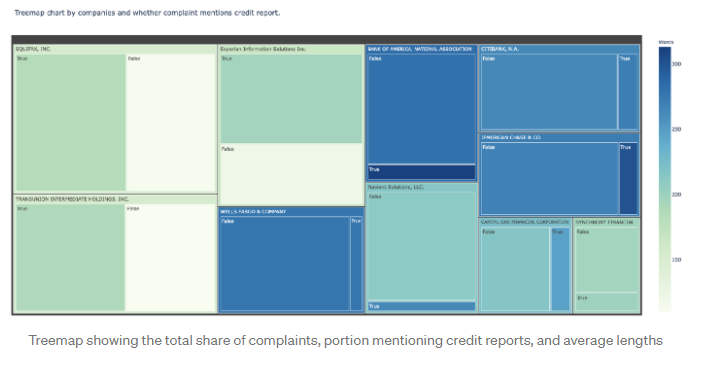 Treemap chart by companies and whether complaint mentions credit report.
EQUIFAX, INC.
True
False
Experian Information Solutions Inc.
True
False
BANK OF AMERICA, NATIONAL ASSOCIATION
False
True
CITIBANK, N.A.
False
True
JPMORGAN CHASE & CO.
False
True
TRANSUNION INTERMEDIATE HOLDINGS, INC.
True
False
WELLS FARGO & COMPANY
False
True
Navient Solutions, LLC.
False
True
CAPITAL ONE FINANCIAL CORPORATION
False
True
SYNCHRONY FINANCIAL
False
True
Words
300
250
200
150
Treemap showing the total share of complaints, portion mentioning credit reports, and average lengths